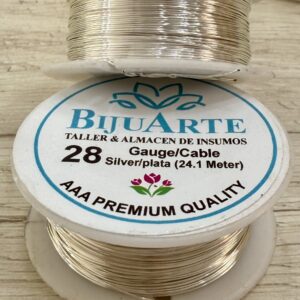 BIJUARTE
TALLER & ALMACEN DE INSUMOS
28 Gauge/Cable
Silver/plata (24.1 Meter)
AAA PREMIUM QUALITY